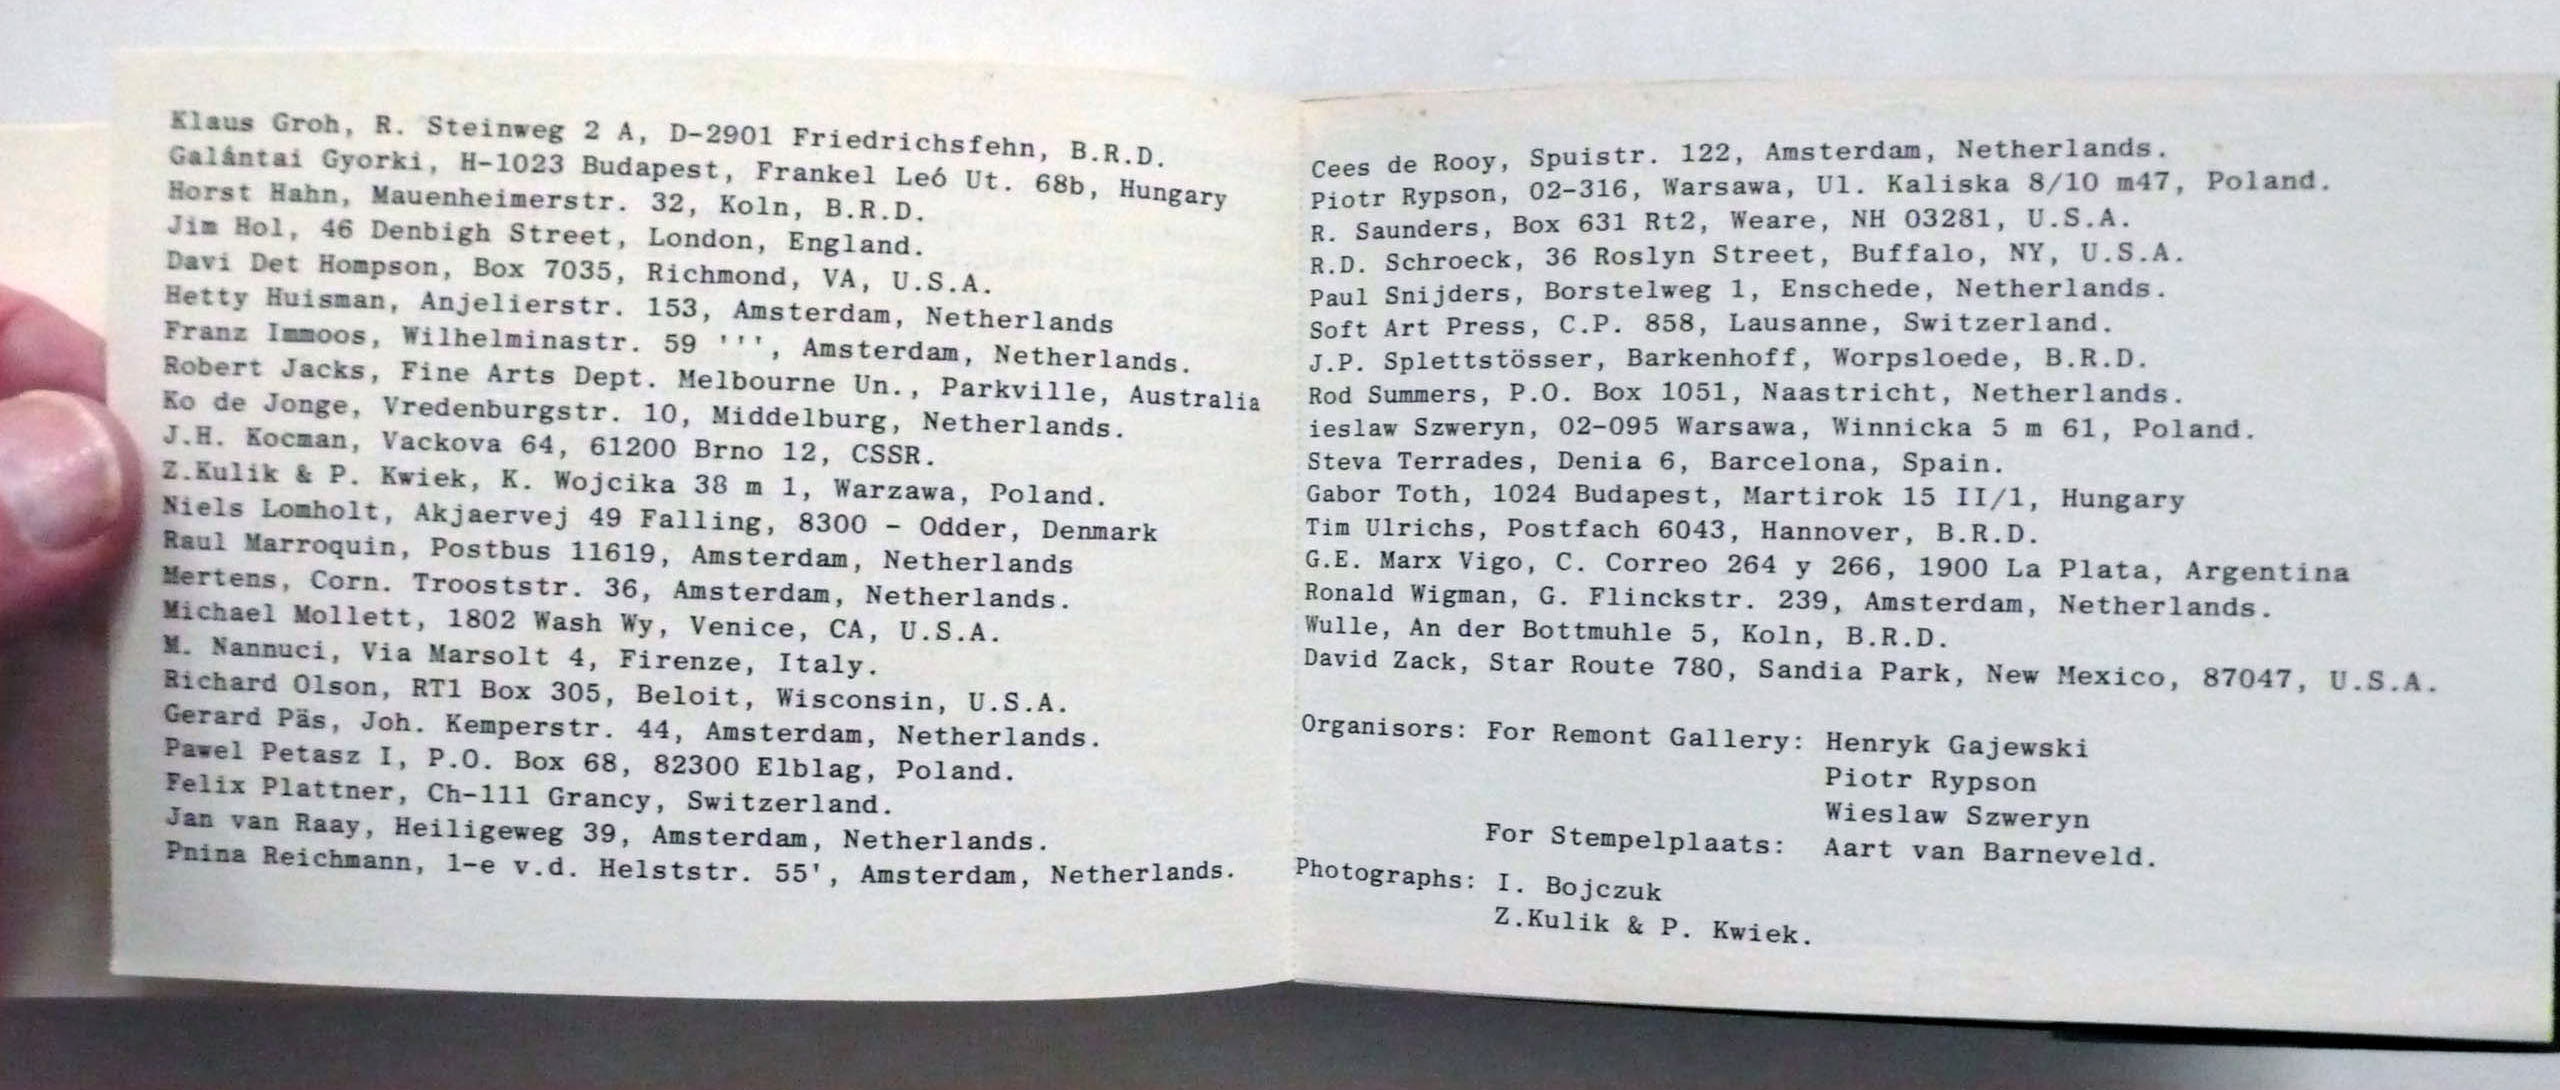 Klaus Groh, R. Steinweg 2 A, D-2901 Friedrichsfehn, B.R.D.
Galántai Gyorki, H-1023 Budapest, Frankel Leó Ut. 68b, Hungary
Horst Hahn, Mauenheimerstr. 32, Koln, B.R.D.
Jim Hol, 46 Denbigh Street, London, England.
Davi Det Hompson, Box 7035, Richmond, VA, U.S.A.
Hetty Huisman, Anjelierstr. 153, Amsterdam, Netherlands
Franz Immoos, Wilhelminastr. 59 ''', Amsterdam, Netherlands.
Robert Jacks, Fine Arts Dept. Melbourne Un., Parkville, Australia
Ko de Jonge, Vredenburgstr. 10, Middelburg, Netherlands.
J.H. Kocman, Vackova 64, 61200 Brno 12, CSSR.
Z.Kulik & P. Kwiek, K. Wojcika 38 m 1, Warzawa, Poland.
Niels Lomholt, Akjaervej 49 Falling, 8300 - Odder, Denmark
Raul Marroquin, Postbus 11619, Amsterdam, Netherlands
Mertens, Corn. Trooststr. 36, Amsterdam, Netherlands.
Michael Mollett, 1802 Wash Wy, Venice, CA, U.S.A.
M. Nannuci, Via Marsolt 4, Firenze, Italy.
Richard Olson, RT1 Box 305, Beloit, Wisconsin, U.S.A.
Gerard Päs, Joh. Kemperstr. 44, Amsterdam, Netherlands.
Pawel Petasz I, P.O. Box 68, 82300 Elblag, Poland.
Felix Plattner, Ch-111 Grancy, Switzerland.
Jan van Raay, Heiligeweg 39, Amsterdam, Netherlands.
Pnina Reichmann, 1-e v.d. Helststr. 55', Amsterdam, Netherlands.
Cees de Rooy, Spuistr. 122, Amsterdam, Netherlands.
Piotr Rypson, 02-316, Warsawa, Ul. Kaliska 8/10 m47, Poland.
R. Saunders, Box 631 Rt2, Weare, NH 03281, U.S.A.
R.D. Schroeck, 36 Roslyn Street, Buffalo, NY, U.S.A.
Paul Snijders, Borstelweg 1, Enschede, Netherlands.
Soft Art Press, C.P. 858, Lausanne, Switzerland.
J.P. Splettstösser, Barkenhoff, Worpsloede, B.R.D.
Rod Summers, P.O. Box 1051, Naastricht, Netherlands.
ieslaw Szweryn, 02-095 Warsawa, Winnicka 5 m 61, Poland.
Steva Terrades, Denia 6, Barcelona, Spain.
Gabor Toth, 1024 Budapest, Martirok 15 II/1, Hungary
Tim Ulrichs, Postfach 6043, Hannover, B.R.D.
G.E. Marx Vigo, C. Correo 264 y 266, 1900 La Plata, Argentina
Ronald Wigman, G. Flinckstr. 239, Amsterdam, Netherlands.
Wulle, An der Bottmuhle 5, Koln, B.R.D.
David Zack, Star Route 780, Sandia Park, New Mexico, 87047, U.S.A.
Organisors: For Remont Gallery: Henryk Gajewski
Piotr Rypson
Wieslaw Szweryn
For Stempelplaats: Aart van Barneveld.
Photographs: I. Bojczuk
Z.Kulik & P. Kwiek.